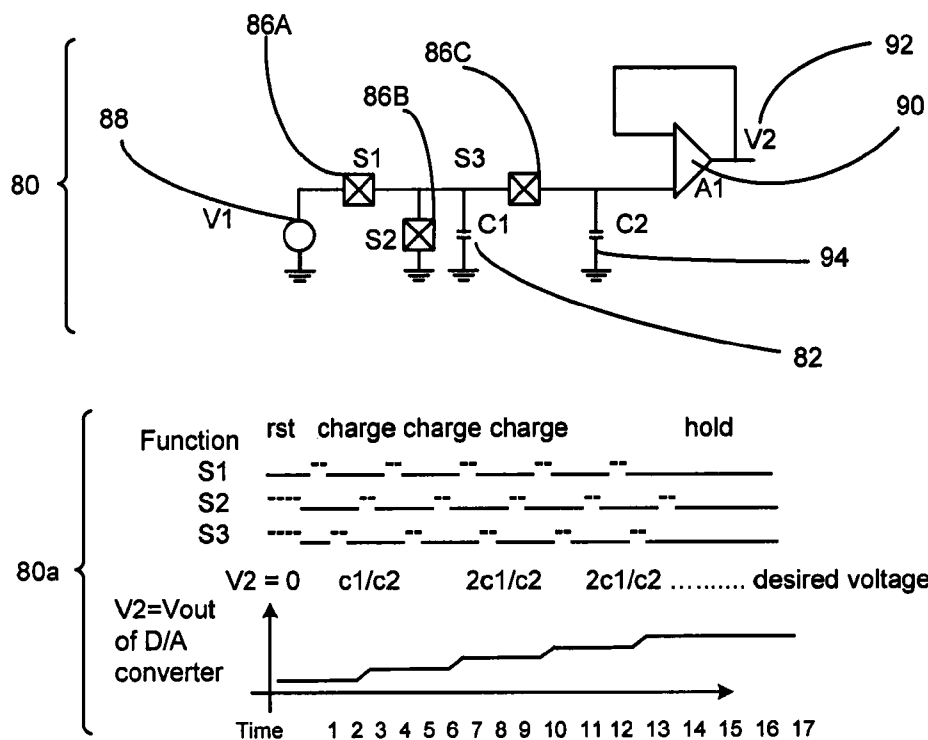 86A
92
86C
86B
90
88
V2
S1
S3
80
A1
V1
C1
C2
S2
94
82
rst charge charge charge hold
Function
S1
S2
S3
80a
V2 = 0 c1/c2 2c1/c2 2c1/c2 .......... desired voltage
V2=Vout
of D/A
converter
Time 1 2 3 4 5 6 7 8 9 10 11 12 13 14 15 16 17